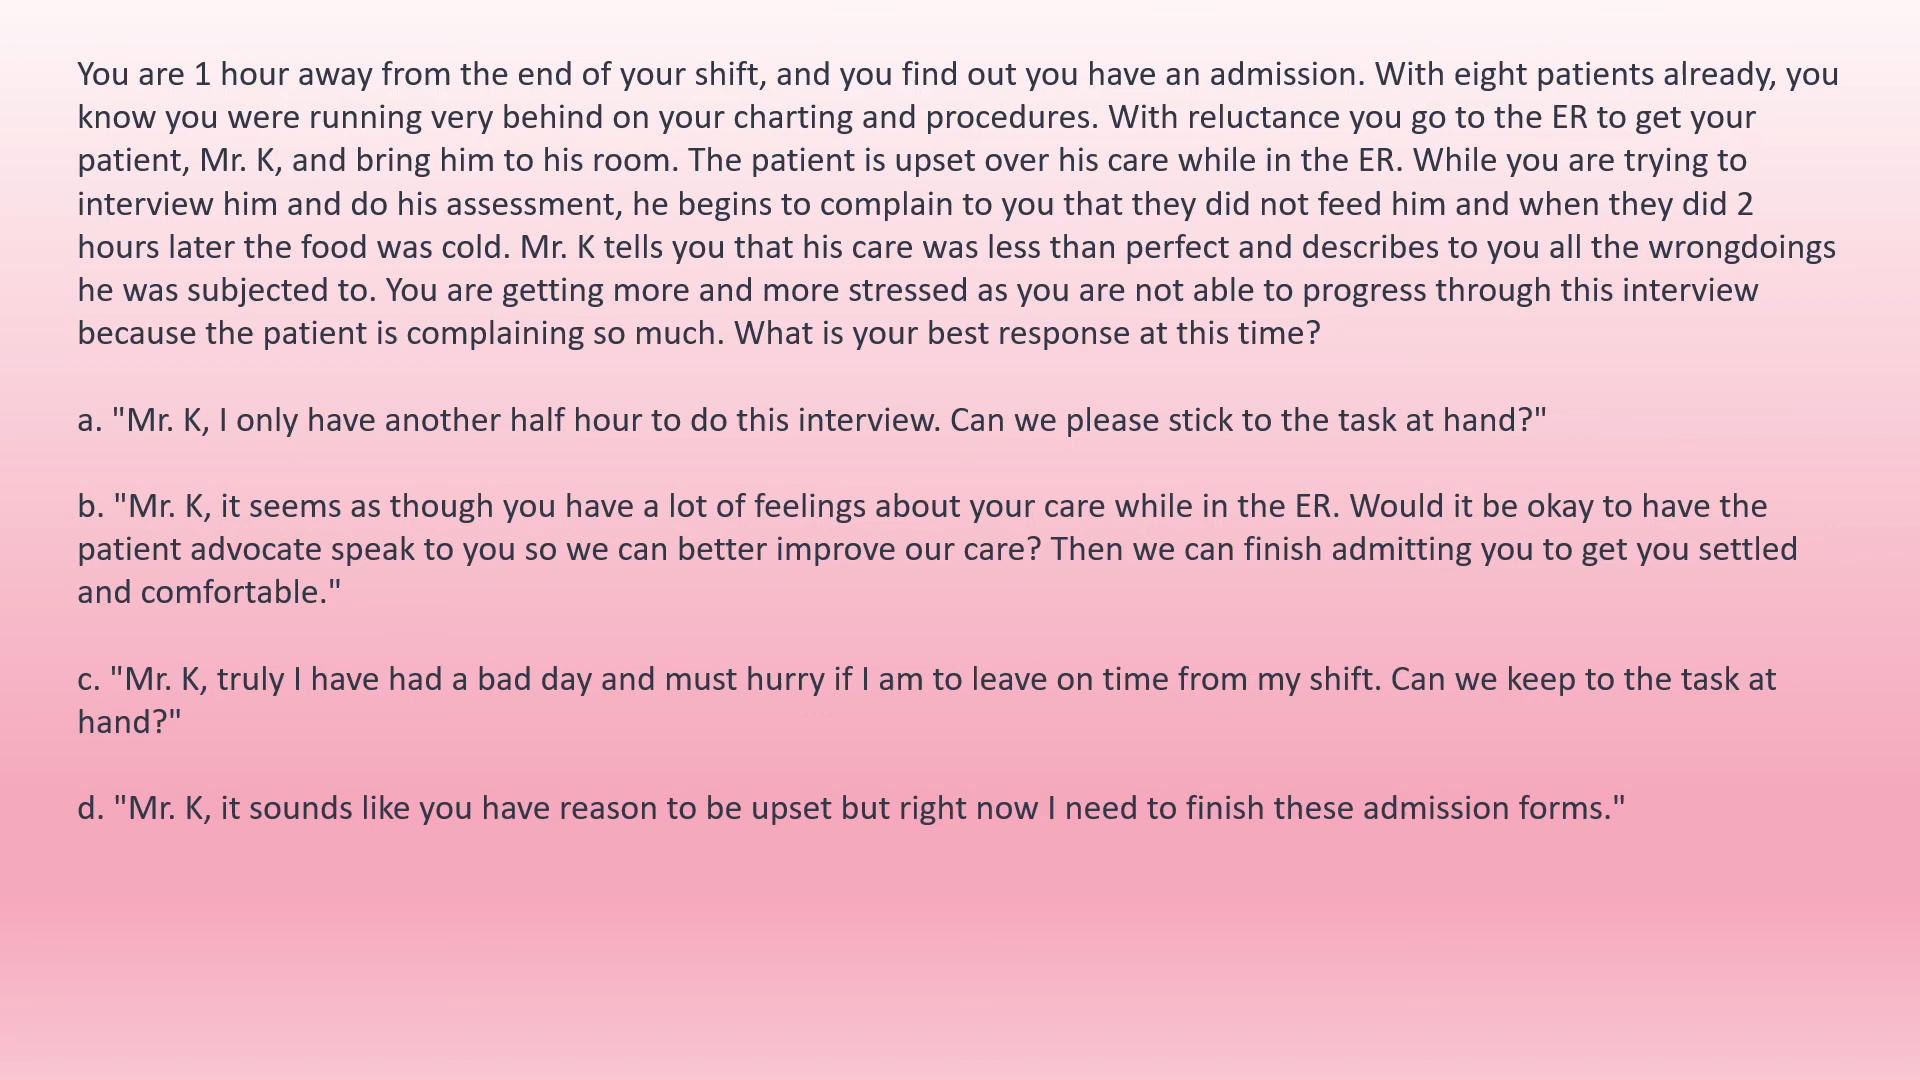 You are 1 hour away from the end of your shift, and you find out you have an admission. With eight patients already, you
know you were running very behind on your charting and procedures. With reluctance you go to the ER to get your
patient, Mr. K, and bring him to his room. The patient is upset over his care while in the ER. While you are trying to
interview him and do his assessment, he begins to complain to you that they did not feed him and when they did 2
hours later the food was cold. Mr. K tells you that his care was less than perfect and describes to you all the wrongdoings
he was subjected to. You are getting more and more stressed as you are not able to progress through this interview
because the patient is complaining so much. What is your best response at this time?
a. "Mr. K, I only have another half hour to do this interview. Can we please stick to the task at hand?"
b. "Mr. K, it seems as though you have a lot of feelings about your care while in the ER. Would it be okay to have the
patient advocate speak to you so we can better improve our care? Then we can finish admitting you to get you settled
and comfortable."
c. "Mr. K, truly I have had a bad day and must hurry if I am to leave on time from my shift. Can we keep to the task at
hand?"
d. "Mr. K, it sounds like you have reason to be upset but right now I need to finish these admission forms."